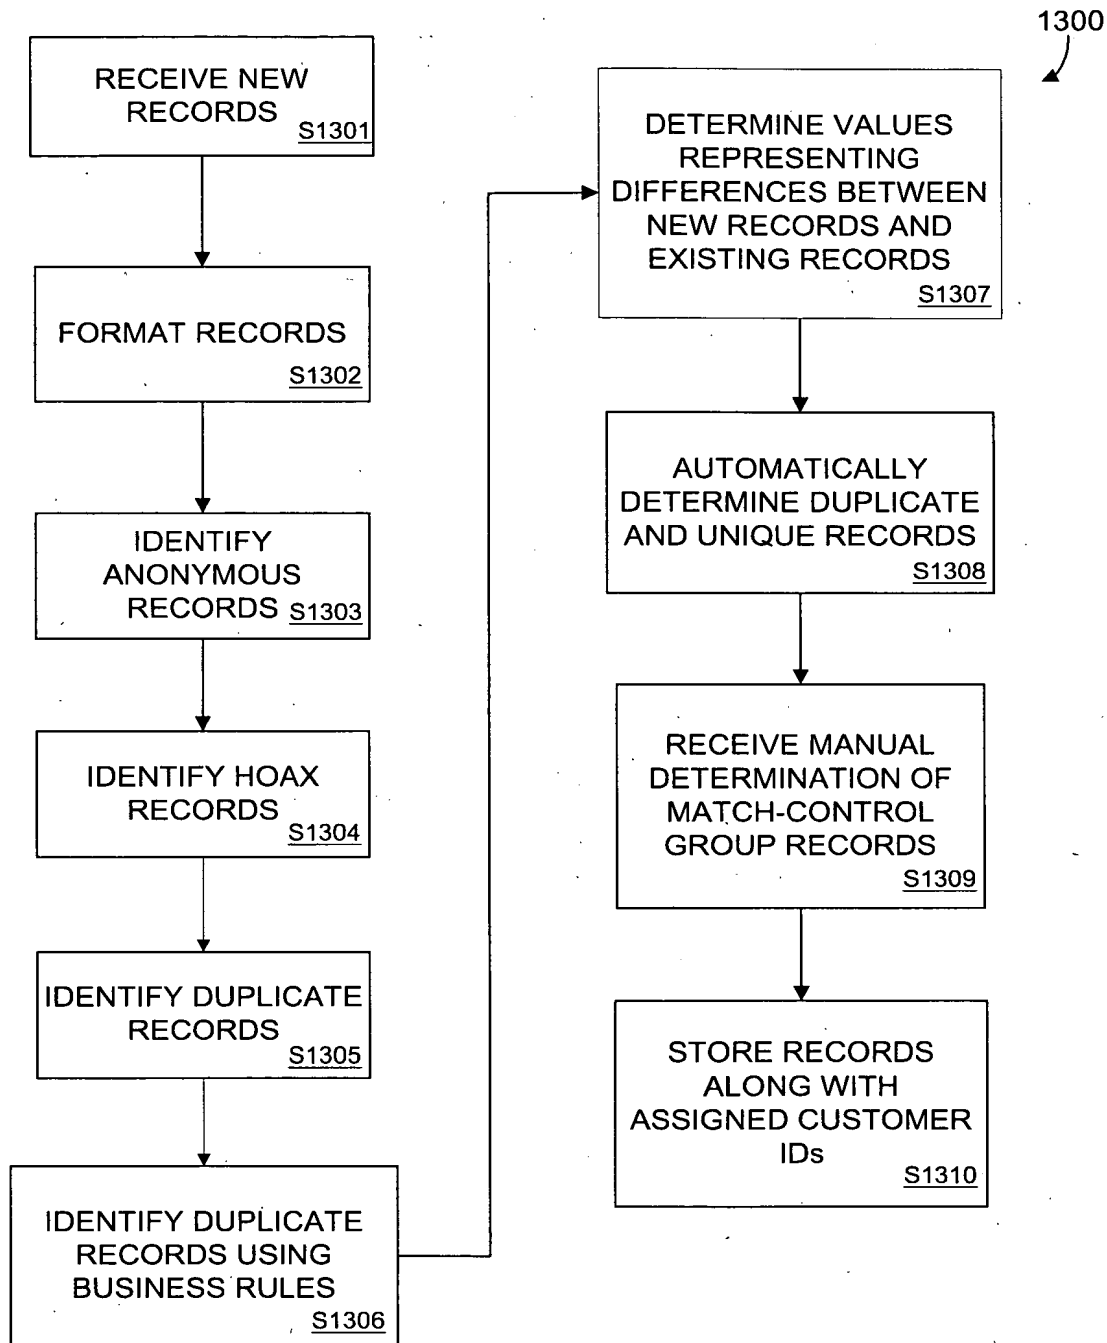 1300
RECEIVE NEW
RECORDS
S1301
FORMAT RECORDS
S1302
IDENTIFY
ANONYMOUS
RECORDS S1303
IDENTIFY HOAX
RECORDS
S1304
IDENTIFY DUPLICATE
RECORDS
S1305
IDENTIFY DUPLICATE
RECORDS USING
BUSINESS RULES
S1306
DETERMINE VALUES
REPRESENTING
DIFFERENCES BETWEEN
NEW RECORDS AND
EXISTING RECORDS
S1307
AUTOMATICALLY
DETERMINE DUPLICATE
AND UNIQUE RECORDS
S1308
RECEIVE MANUAL
DETERMINATION OF
MATCH-CONTROL
GROUP RECORDS
S1309
STORE RECORDS
ALONG WITH
ASSIGNED CUSTOMER
IDs
S1310